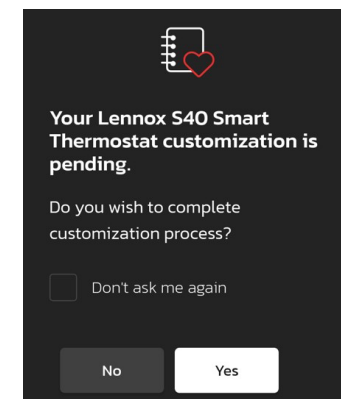 Your Lennox S40 Smart
Thermostat customization is
pending.
Do you wish to complete
customization process?
Don't ask me again
No
Yes